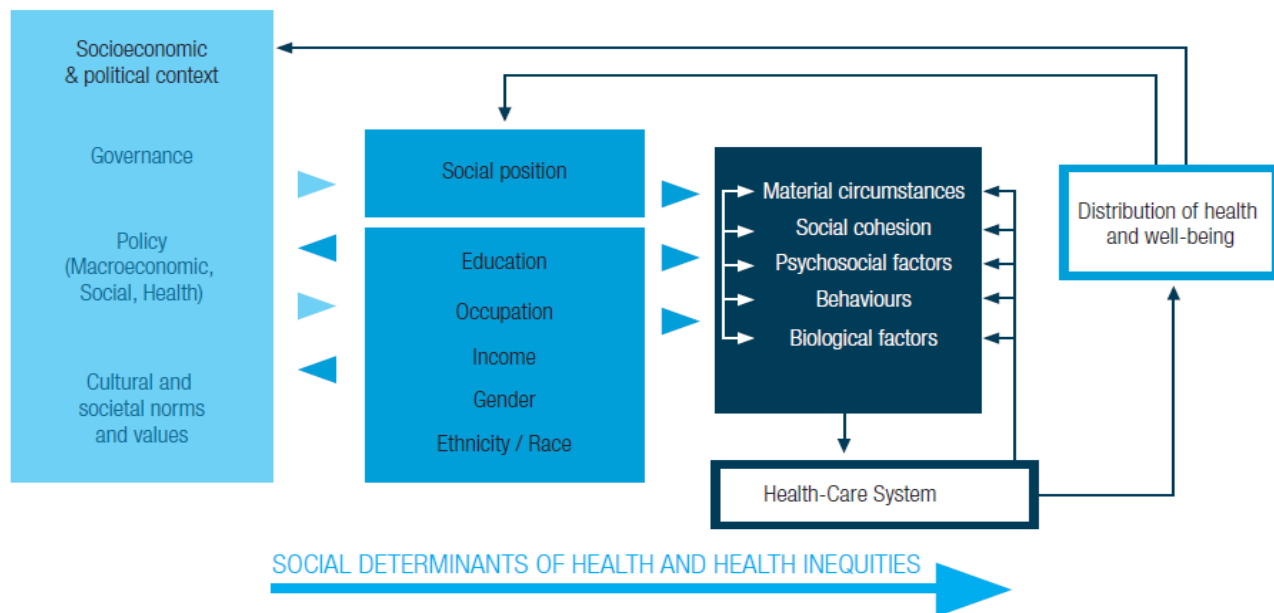 Socioeconomic
& political context
Governance
Policy
(Macroeconomic,
Social, Health)
Cultural and
societal norms
and values
Social position
Education
Occupation
Income
Gender
Ethnicity / Race
Material circumstances
Social cohesion
Psychosocial factors
Behaviours
Biological factors
Health-Care System
Distribution of health
and well-being
SOCIAL DETERMINANTS OF HEALTH AND HEALTH INEQUITIES